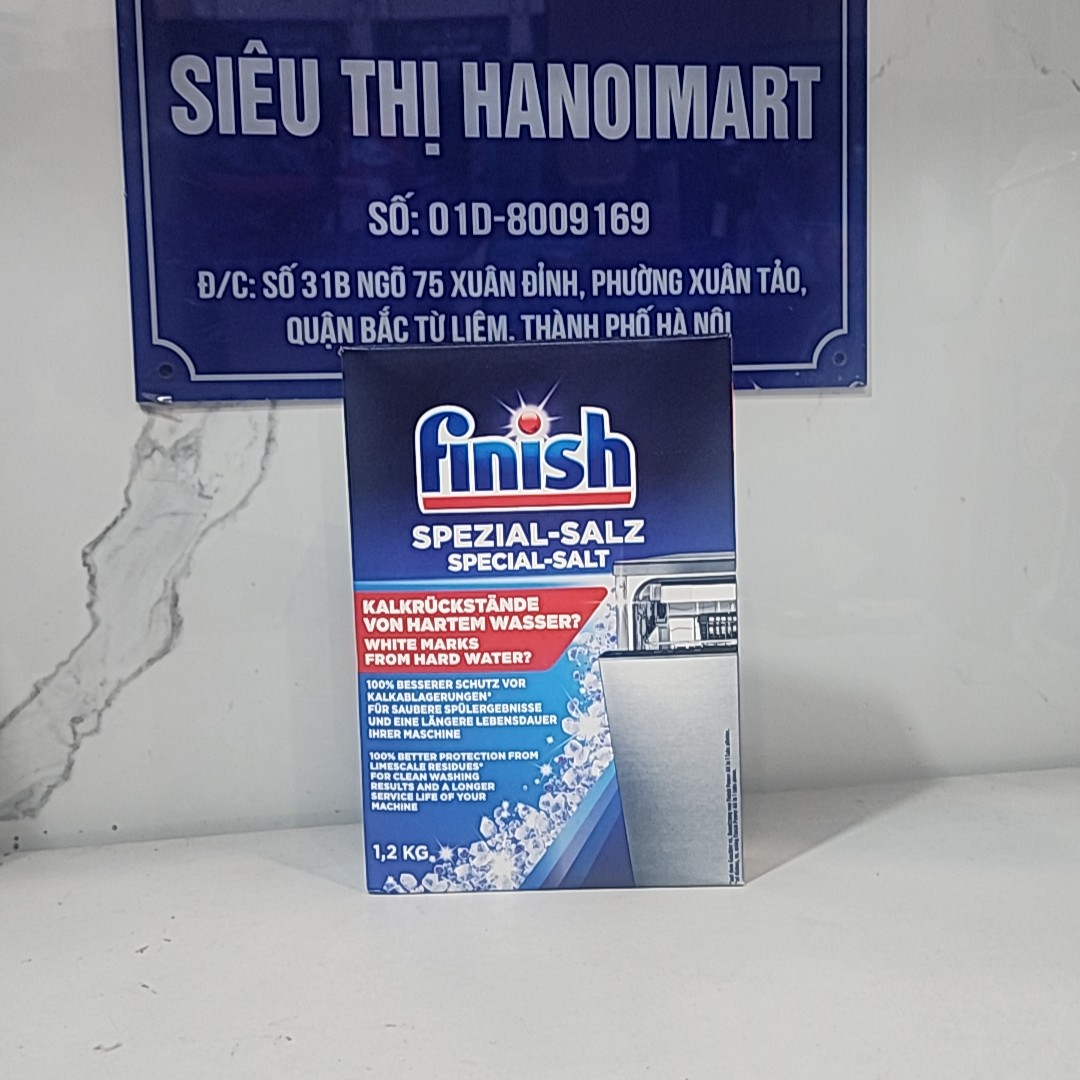 SIÊU THỊ HANOIMART
SỐ: 01D-8009169
Đ/C: SỐ 31B NGÕ 75 XUÂN ĐỈNH, PHƯỜNG XUÂN TẢO,
QUẬN BẮC TỪ LIÊM. THÀNH PHỐ HÀ NỘI
finish
SPEZIAL-SALZ
SPECIAL-SALT
KALKRÜCKSTÄNDE
VON HARTEM WASSER?
WHITE MARKS
FROM HARD WATER?
100% BESSERER SCHUTZ VOR
KALKABLAGERUNGEN*
FÜR SAUBERE SPÜLERGEBNISSE
UND EINE LÄNGERE LEBENSDAUER
IHRER MASCHINE
100% BETTER PROTECTION FROM
LIMESCALE RESIDUES*
FOR CLEAN WASHING
RESULTS AND A LONGER
SERVICE LIFE OF YOUR
MACHINE
1,2 KG